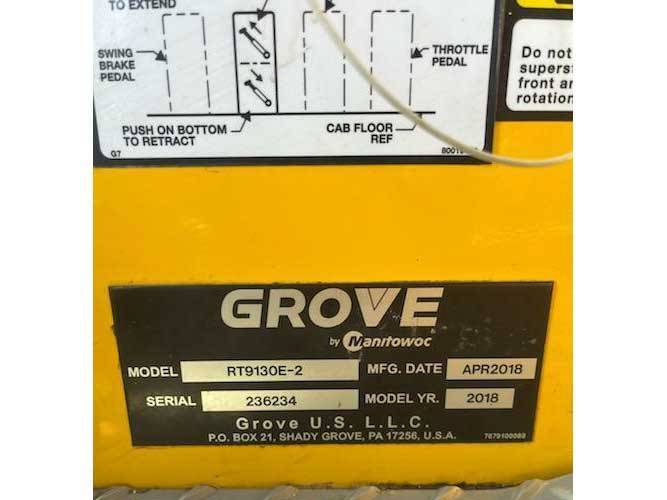 TO EXTEND
SWING
BRAKE
PEDAL
THROTTLE
PEDAL
PUSH ON BOTTOM
TO RETRACT
CAB FLOOR
REF
G7
Do not
front
rotation
GROVE
by Manitowoc
MODEL RT9130E-2 MFG. DATE APR2018
SERIAL 236234 MODEL YR. 2018
Grove U.S. L.L.C.
P.O. BOX 21, SHADY GROVE, PA 17256, U.S.A.